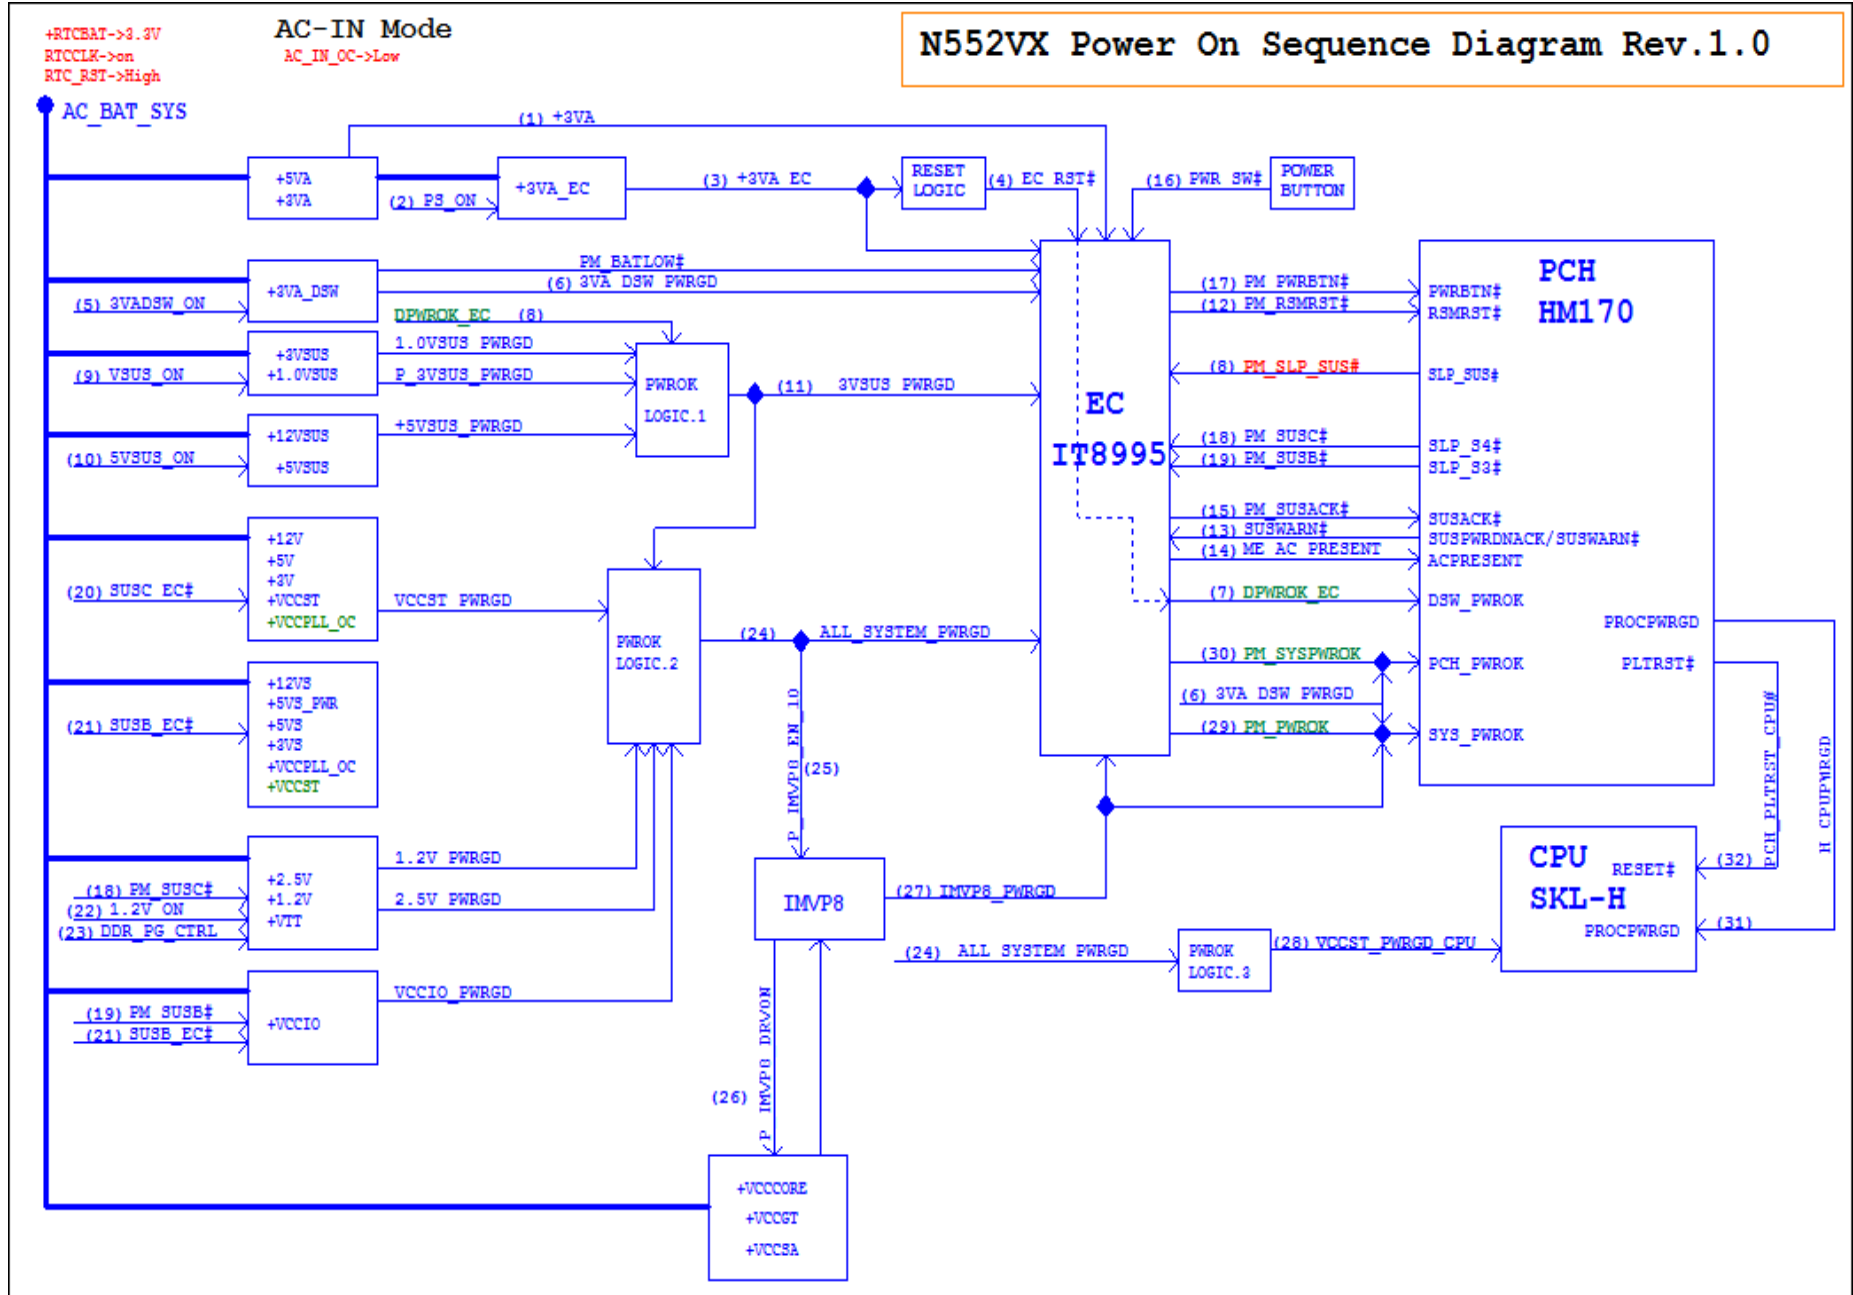 +RTCBAT->3.3V
RTCCLK->on
RTC_RST->High
AC-IN Mode
AC_IN_OC->Low
N552VX Power On Sequence Diagram Rev.1.0
AC_BAT_SYS
(1) +3VA
+5VA
+3VA
(2) PS_ON
+3VA_EC
(3) +3VA_EC
RESET
LOGIC
(4) EC_RST‡
(16) PWR_SW‡
POWER
BUTTON
+3VA_DSW
(5) 3VADSW_ON
PM_BATLOW‡
(6) 3VA_DSW_PWRGD
DPWROK_EC (8)
+3VSUS
+1.0VSUS
(9) VSUS_ON
1.0VSUS_PWRGD
P_3VSUS_PWRGD
+12VSUS
+5VSUS
(10) 5VSUS_ON
+5VSUS_PWRGD
PWROK
LOGIC.1
(11) 3VSUS_PWRGD
EC
IT8995
PCH
HM170
(17) PM_PWRBTN‡
PWRBTN‡
(12) PM_RSMRST‡
RSMRST‡
(8) PM_SLP_SUS#
SLP_SUS‡
(18) PM_SUSC‡
SLP_S4‡
(19) PM_SUSB‡
SLP_S3‡
(15) PM_SUSACK‡
SUSACK‡
(13) SUSWARN‡
SUSPWRDNACK/SUSWARN‡
(14) ME_AC_PRESENT
ACPRESENT
(7) DPWROK_EC
DSW_PWROK
PROCPWRGD
(30) PM_SYSPWROK
PCH_PWROK
PLTRST‡
(6) 3VA_DSW_PWRGD
(29) PM_PWROK
SYS_PWROK
+12V
+5V
+3V
+VCCST
+VCCPLL_OC
(20) SUSC_EC‡
VCCST_PWRGD
PWROK
LOGIC.2
(24) ALL_SYSTEM_PWRGD
+12VS
+5VS_PWR
+5VS
+3VS
+VCCPLL_OC
+VCCST
(21) SUSB_EC‡
P_IMVP8_EN_10
(25)
PCH_PLTRST_CPU#
H_CPUPWRGD
+2.5V
+1.2V
+VTT
(18) PM_SUSC‡
(22) 1.2V_ON
(23) DDR_PG_CTRL
1.2V_PWRGD
2.5V_PWRGD
IMVP8
(27) IMVP8_PWRGD
CPU
SKL-H
RESET‡
(32)
PROCPWRGD
(31)
(24) ALL_SYSTEM_PWRGD
PWROK
LOGIC.3
(28) VCCST_PWRGD_CPU
+VCCIO
(19) PM_SUSB‡
(21) SUSB_EC‡
VCCIO_PWRGD
(26)
P_IMVP8_DRVON
+VCCCORE
+VCCGT
+VCCSA